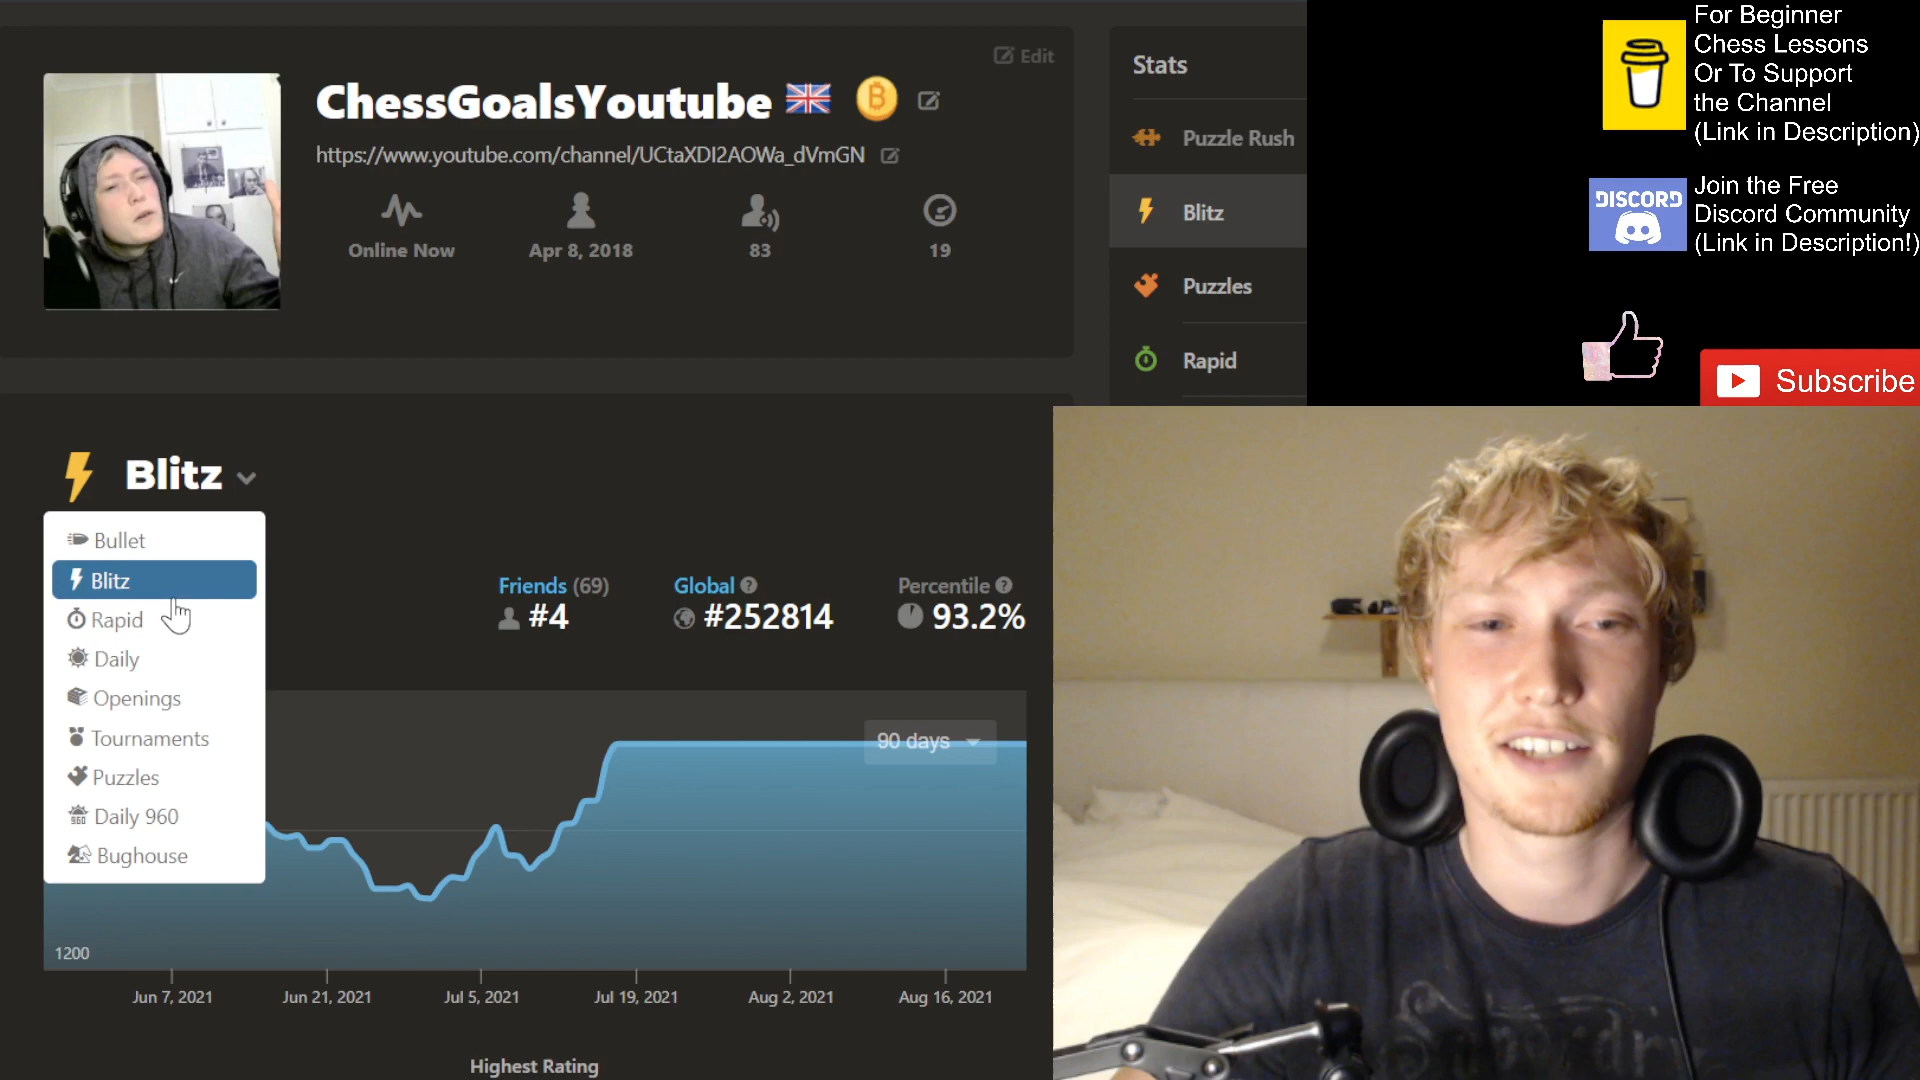 Edit
ChessGoalsYoutube
https://www.youtube.com/channel/UCtaXDI2AOWa_dVmGN
Online Now
Apr 8, 2018
83
19
Stats
Puzzle Rush
Blitz
Puzzles
Rapid
For Beginner
Chess Lessons
Or To Support
the Channel
(Link in Description)
DISCORD
Join the Free
Discord Community
(Link in Description!)
Subscribe
Blitz
Bullet
Blitz
Rapid
Daily
Openings
Tournaments
Puzzles
Daily 960
Bughouse
Friends (69)
#4
Global
#252814
Percentile
93.2%
90 days
1200
Jun 7, 2021
Jun 21, 2021
Jul 5, 2021
Jul 19, 2021
Aug 2, 2021
Aug 16, 2021
Highest Rating